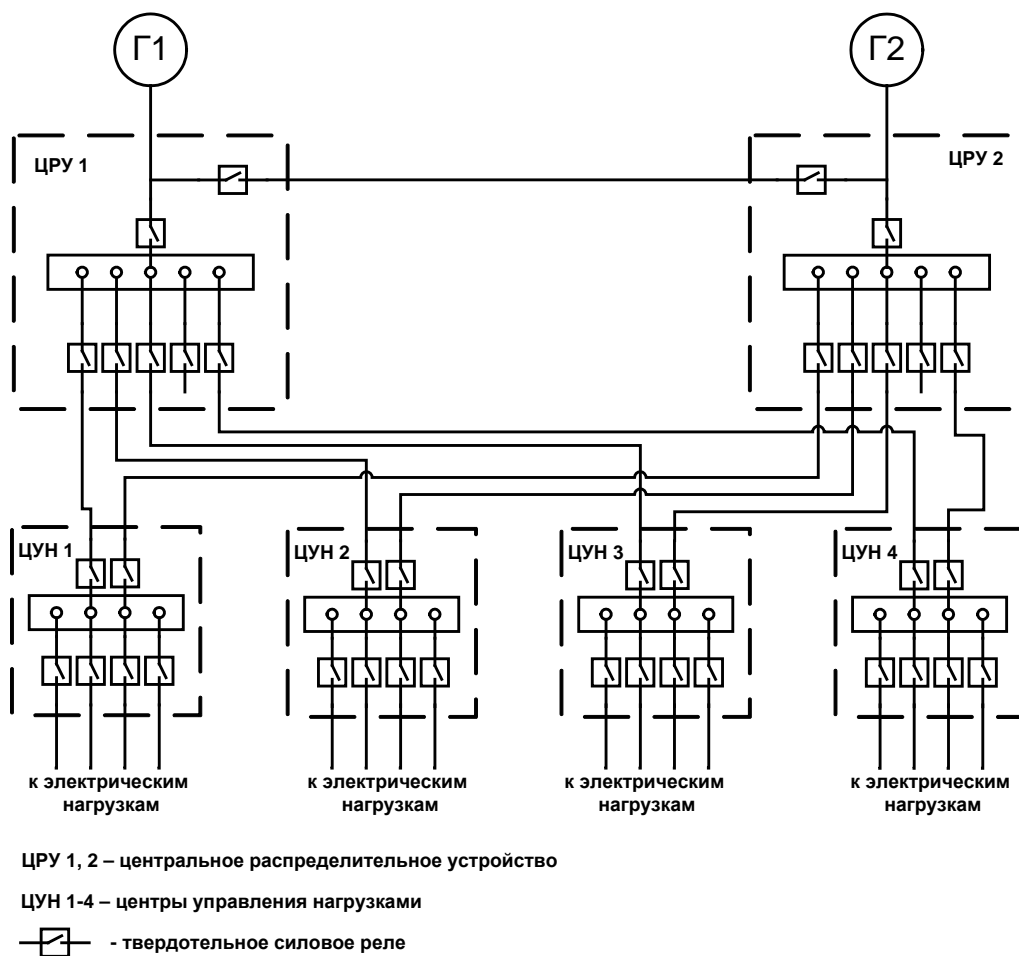 Г1
Г2
ЦРУ 1
ЦРУ 2
ЦУН 1
ЦУН 2
ЦУН 3
ЦУН 4
к электрическим
нагрузкам
к электрическим
нагрузкам
к электрическим
нагрузкам
к электрическим
нагрузкам
ЦРУ 1, 2 – центральное распределительное устройство
ЦУН 1-4 – центры управления нагрузками
- твердотельное силовое реле